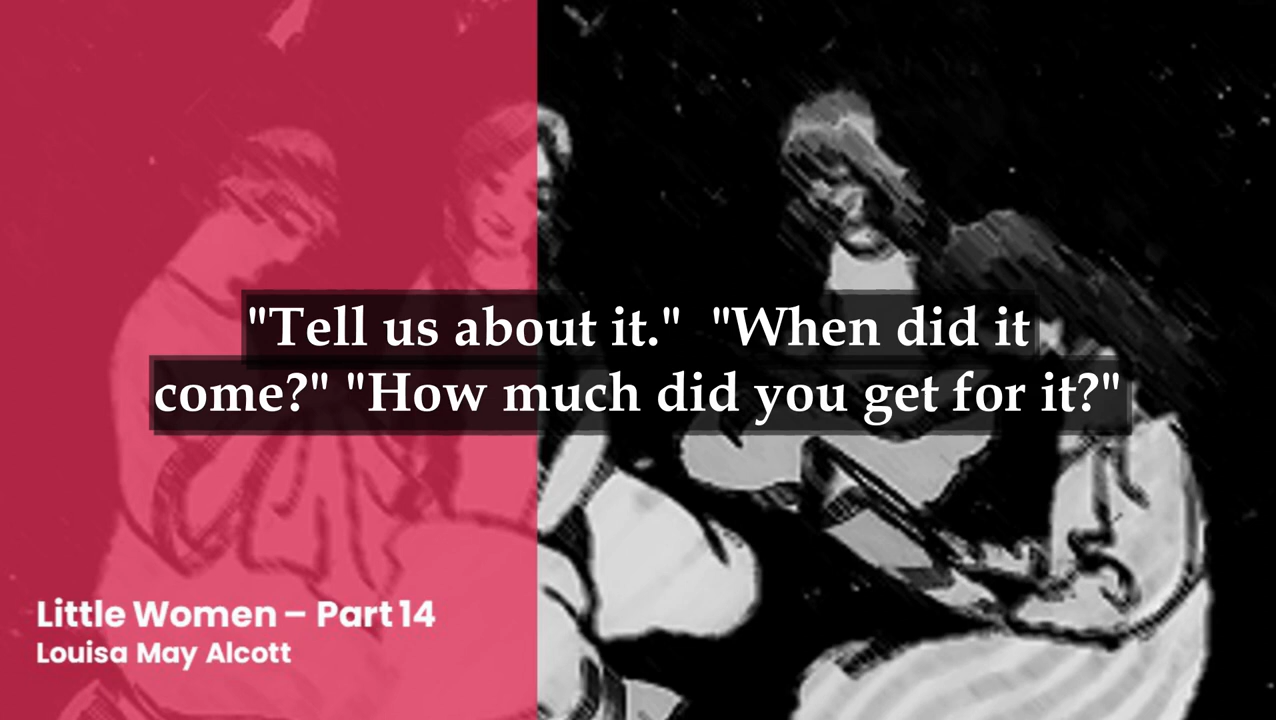 "Tell us about it."  "When did it
come?" "How much did you get for it?"
Little Women – Part 14
Louisa May Alcott